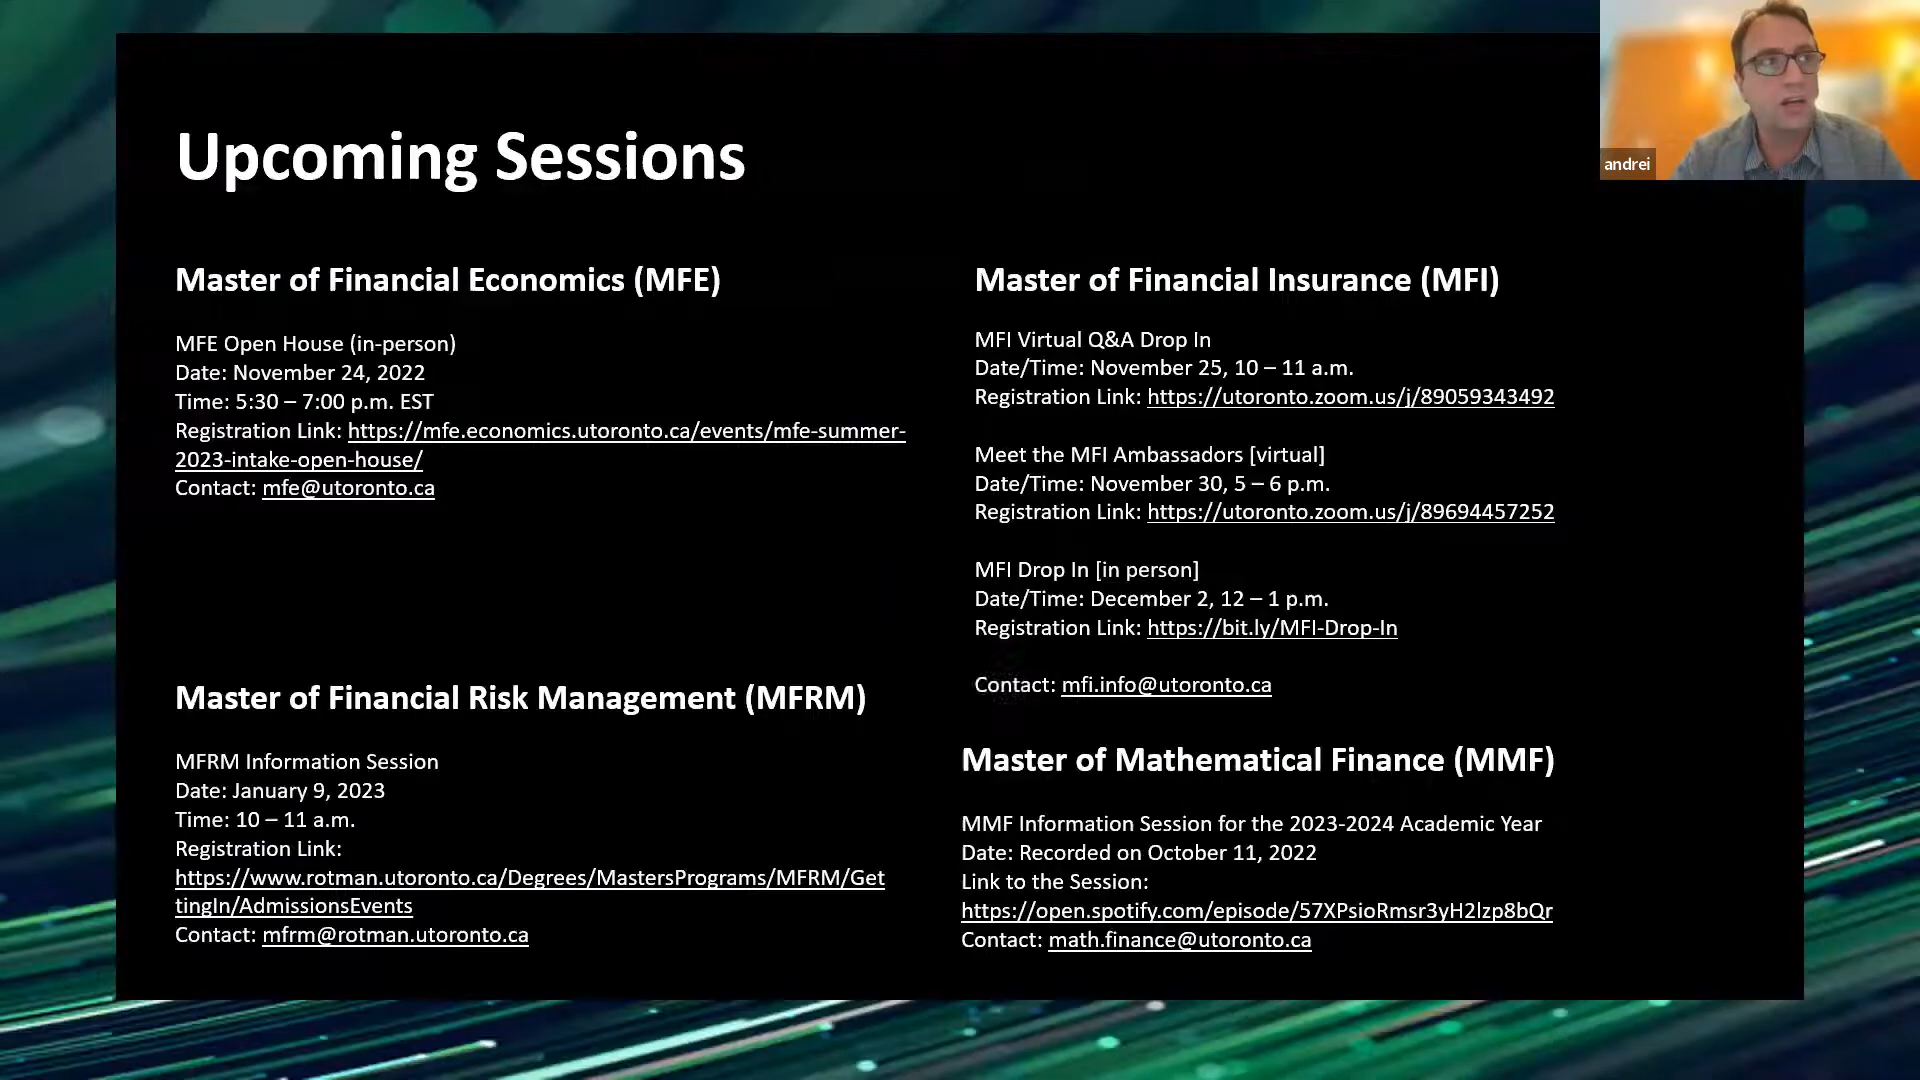 Upcoming Sessions
Master of Financial Economics (MFE)
MFE Open House (in-person)
Date: November 24, 2022
Time: 5:30 – 7:00 p.m. EST
Registration Link: https://mfe.economics.utoronto.ca/events/mfe-summer-
2023-intake-open-house/
Contact: mfe@utoronto.ca
Master of Financial Risk Management (MFRM)
MFRM Information Session
Date: January 9, 2023
Time: 10 – 11 a.m.
Registration Link:
https://www.rotman.utoronto.ca/Degrees/MastersPrograms/MFRM/Get
tingIn/AdmissionsEvents
Contact: mfrm@rotman.utoronto.ca
Master of Financial Insurance (MFI)
MFI Virtual Q&A Drop In
Date/Time: November 25, 10 – 11 a.m.
Registration Link: https://utoronto.zoom.us/j/89059343492
Meet the MFI Ambassadors [virtual]
Date/Time: November 30, 5 – 6 p.m.
Registration Link: https://utoronto.zoom.us/j/89694457252
MFI Drop In [in person]
Date/Time: December 2, 12 – 1 p.m.
Registration Link: https://bit.ly/MFI-Drop-In
Contact: mfi.info@utoronto.ca
Master of Mathematical Finance (MMF)
MMF Information Session for the 2023-2024 Academic Year
Date: Recorded on October 11, 2022
Link to the Session:
https://open.spotify.com/episode/57XPsioRmsr3yH2lzp8bQr
Contact: math.finance@utoronto.ca
andrei